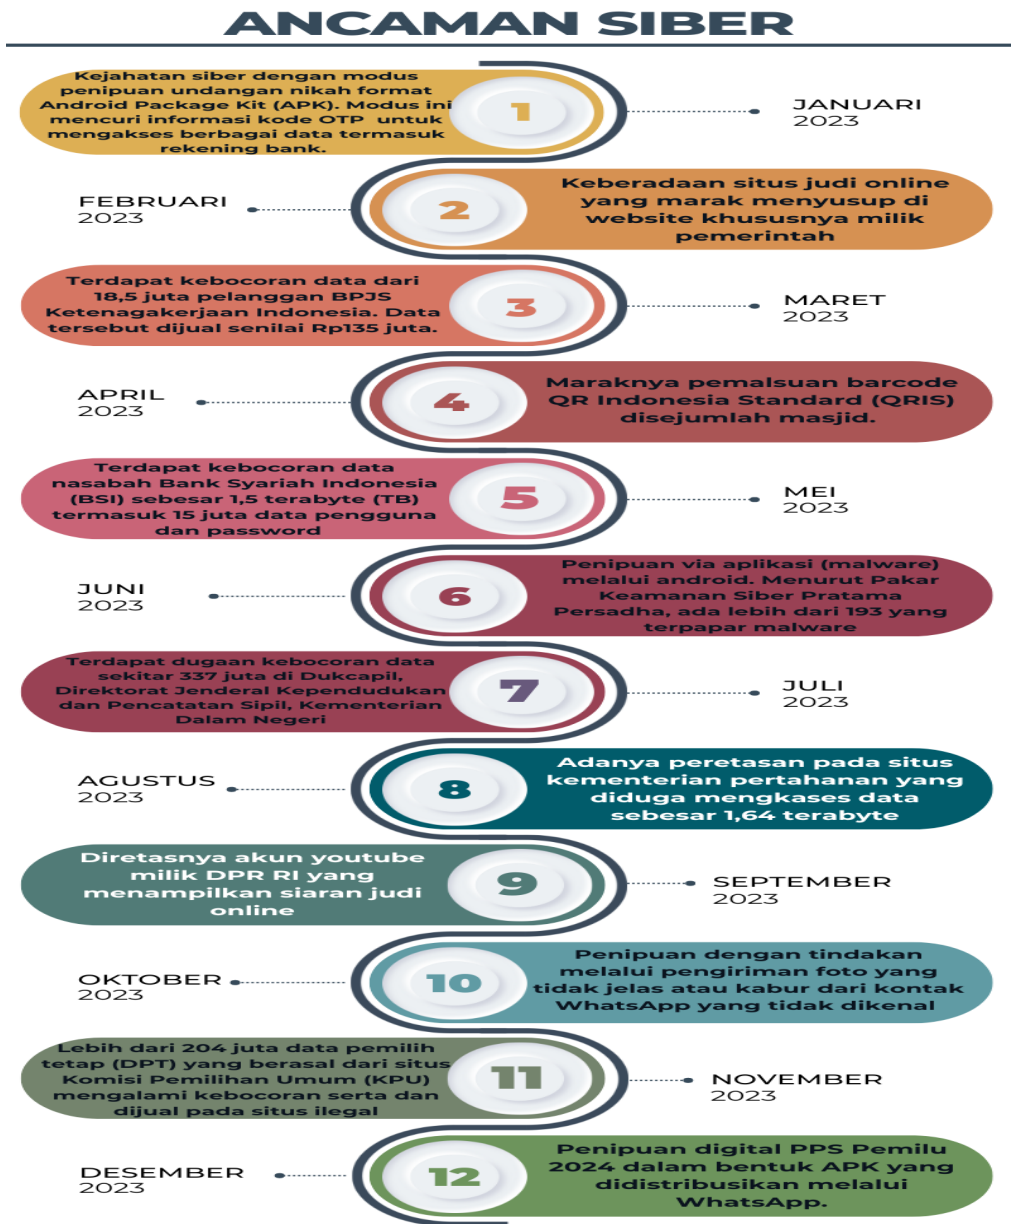 ANCAMAN SIBER
Kejahatan siber dengan modus
penipuan undangan nikah format
Android Package Kit (APK). Modus ini
mencuri informasi kode OTP untuk
mengakses berbagai data termasuk
rekening bank.
1
JANUARI
2023
FEBRUARI
2023
2
Keberadaan situs judi online
yang marak menyusup di
website khususnya milik
pemerintah
Terdapat kebocoran data dari
18,5 juta pelanggan BPJS
Ketenagakerjaan Indonesia. Data
tersebut dijual senilai Rp135 juta.
3
MARET
2023
APRIL
2023
4
Maraknya pemalsuan barcode
QR Indonesia Standard (QRIS)
disejumlah masjid.
Terdapat kebocoran data
nasabah Bank Syariah Indonesia
(BSI) sebesar 1,5 terabyte (TB)
termasuk 15 juta data pengguna
dan password
5
MEI
2023
JUNI
2023
6
Penipuan via aplikasi (malware)
melalui android. Menurut Pakar
Keamanan Siber Pratama
Persadha, ada lebih dari 193 yang
terpapar malware
Terdapat dugaan kebocoran data
sekitar 337 juta di Dukcapil,
Direktorat Jenderal Kependudukan
dan Pencatatan Sipil, Kementerian
Dalam Negeri
7
JULI
2023
AGUSTUS
2023
8
Adanya peretasan pada situs
kementerian pertahanan yang
diduga mengkases data
sebesar 1,64 terabyte
Diretasnya akun youtube
milik DPR RI yang
menampilkan siaran judi
online
9
SEPTEMBER
2023
OKTOBER
2023
10
Penipuan dengan tindakan
melalui pengiriman foto yang
tidak jelas atau kabur dari kontak
WhatsApp yang tidak dikenal
Lebih dari 204 juta data pemilih
tetap (DPT) yang berasal dari situs
Komisi Pemilihan Umum (KPU)
mengalami kebocoran serta dan
dijual pada situs ilegal
11
NOVEMBER
2023
DESEMBER
2023
12
Penipuan digital PPS Pemilu
2024 dalam bentuk APK yang
didistribusikan melalui
WhatsApp.